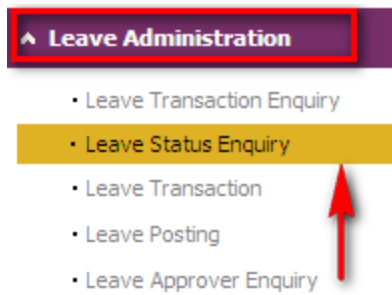 Leave Administration
• Leave Transaction Enquiry
• Leave Status Enquiry
• Leave Transaction
• Leave Posting
• Leave Approver Enquiry